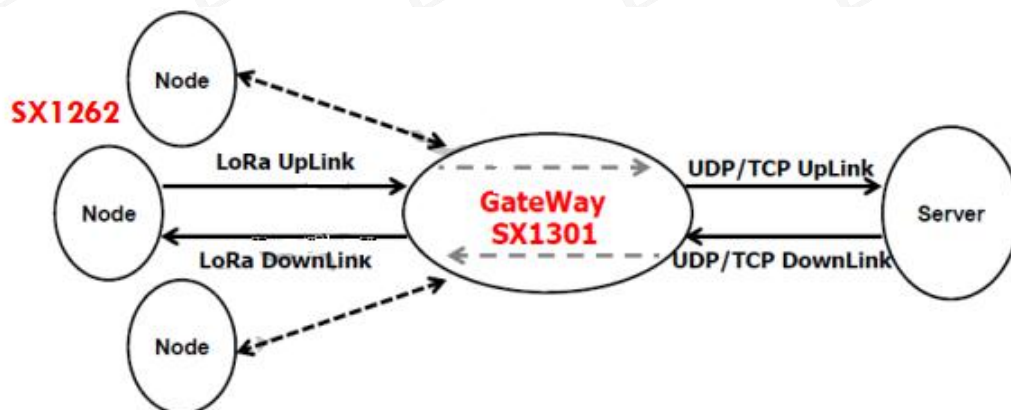 Node
SX1262
LoRa UpLink
UDP/TCP UpLink
Node
GateWay
SX1301
Server
LoRa DownLink
UDP/TCP DownLink
Node